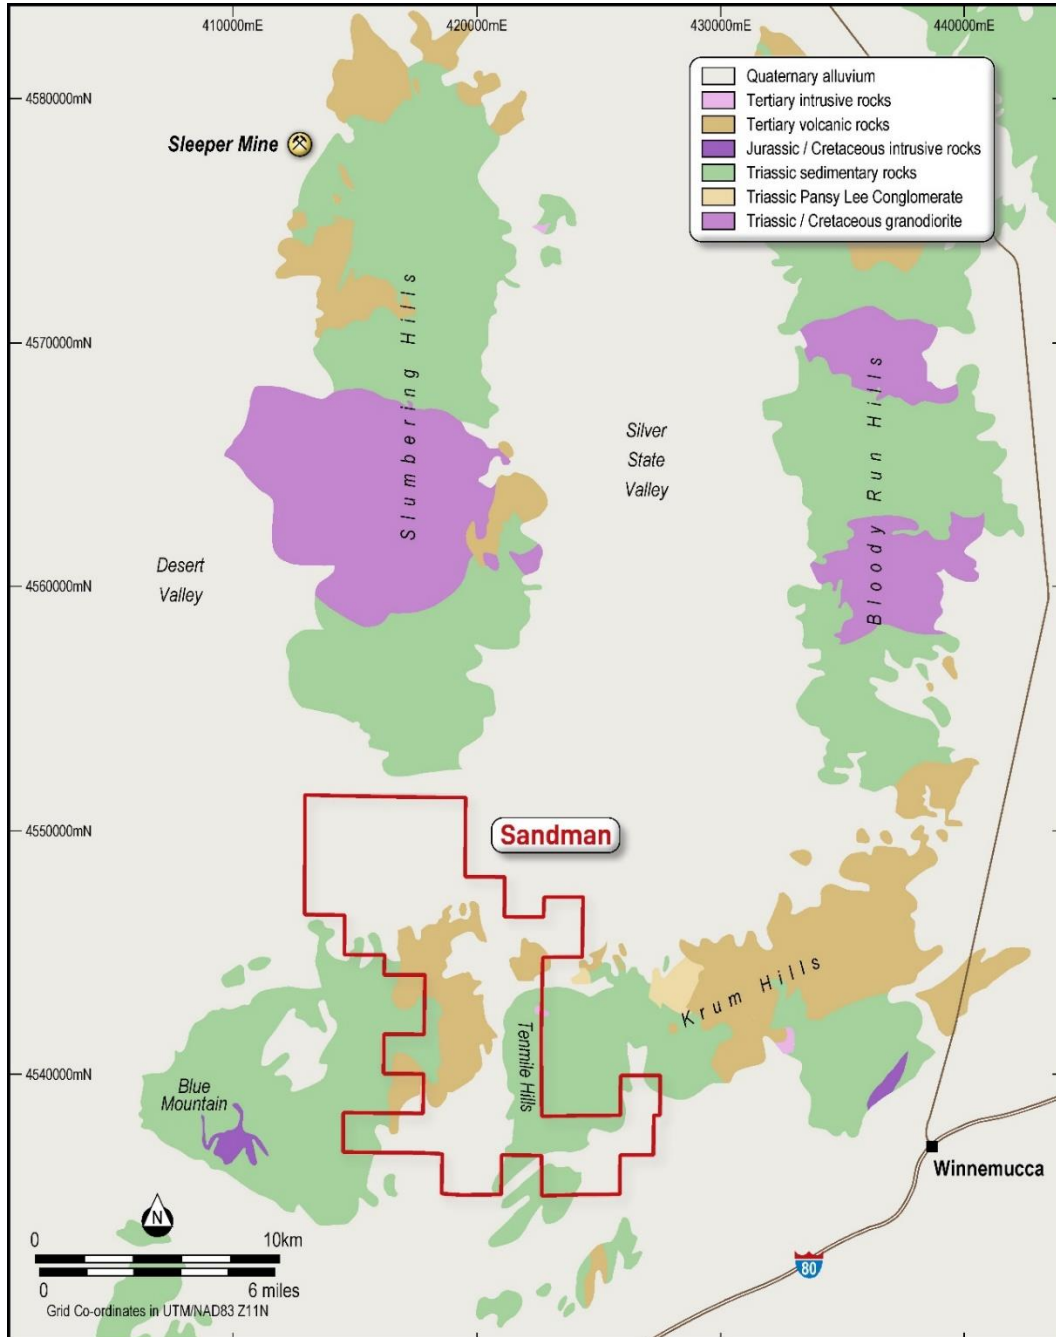 410000mE
420000mE
430000mE
440000mE
4580000mN
4570000mN
4560000mN
4550000mN
4540000mN
Quaternary alluvium
Tertiary intrusive rocks
Tertiary volcanic rocks
Jurassic / Cretaceous intrusive rocks
Triassic sedimentary rocks
Triassic Pansy Lee Conglomerate
Triassic / Cretaceous granodiorite
Sleeper Mine
Slumbering Hills
Bloody Run Hills
Silver
State
Valley
Desert
Valley
Sandman
Krum Hills
Tenmile Hills
Blue
Mountain
Winnemucca
80
N
0 10km
0 6 miles
Grid Co-ordinates in UTM/NAD83 Z11N